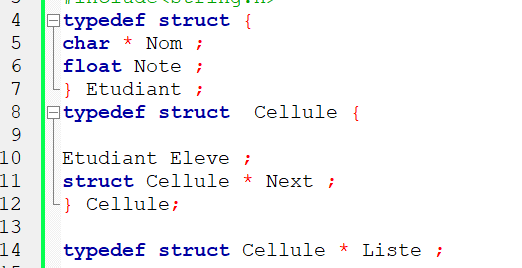 #include<string.h>
4 typedef struct {
5 char * Nom ;
6 float Note ;
7 } Etudiant ;
8 typedef struct  Cellule {
9
10 Etudiant Eleve ;
11 struct Cellule * Next ;
12 } Cellule;
13
14 typedef struct Cellule * Liste ;